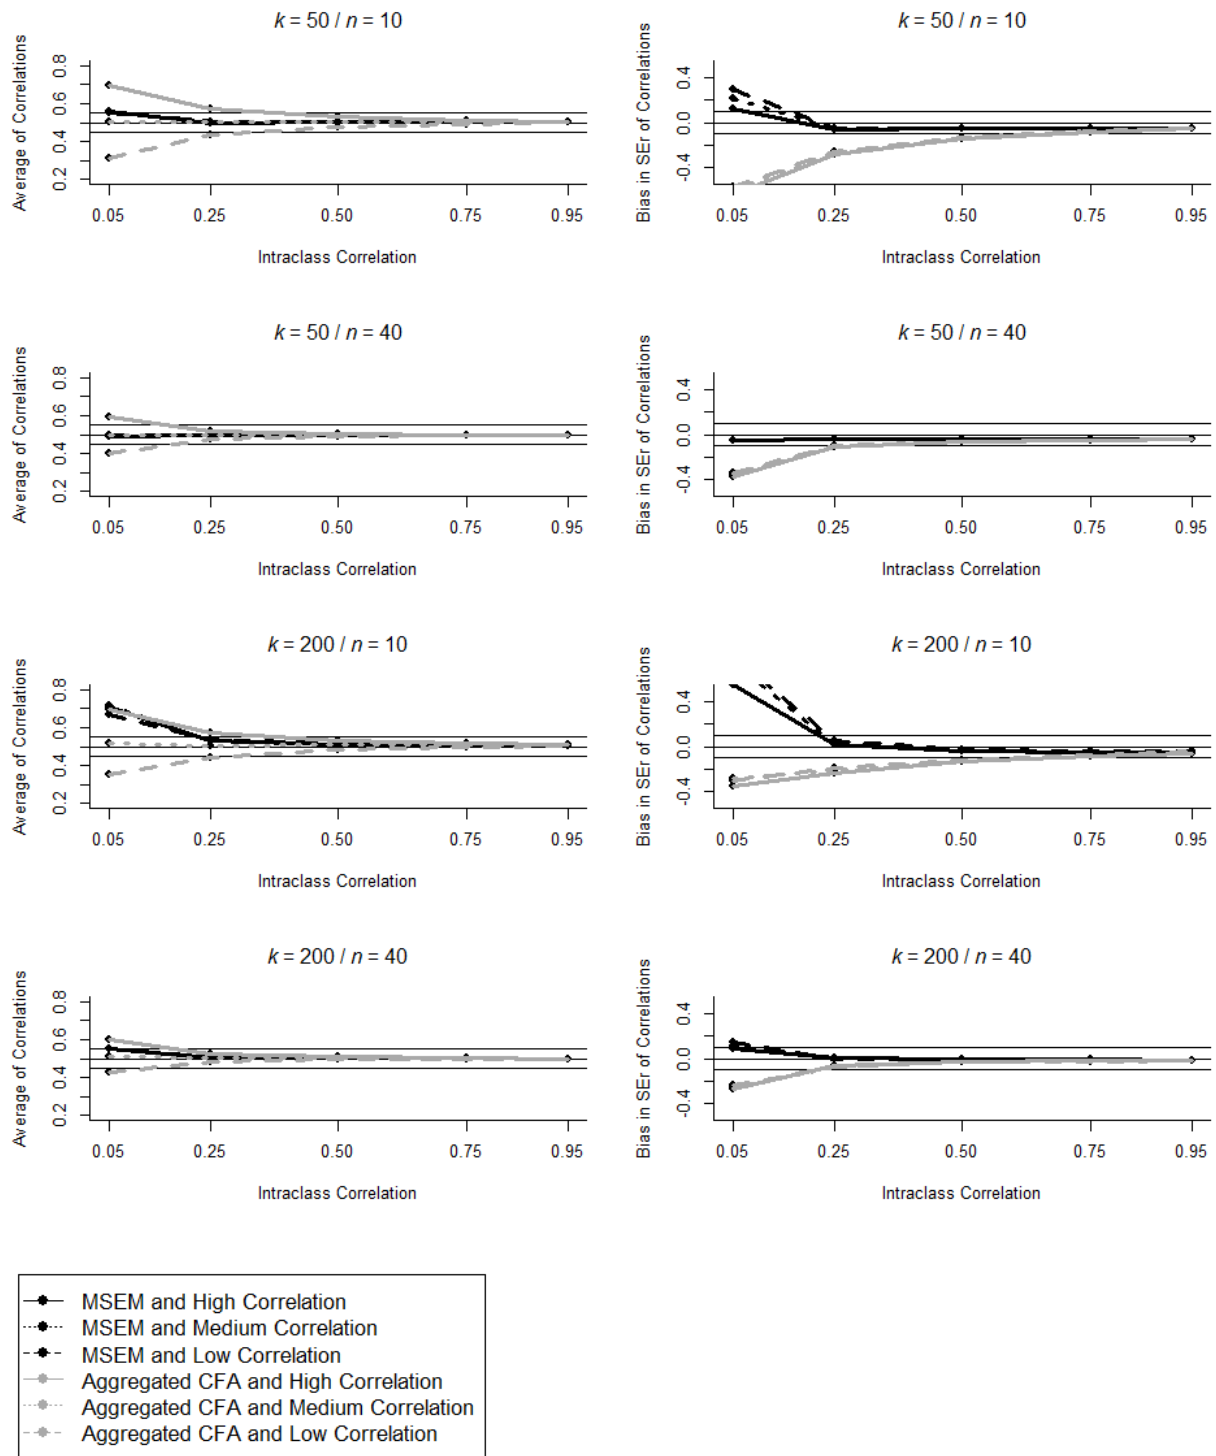 k = 50 / n = 10
Average of Correlations
0.2 0.4 0.6 0.8
0.05 0.25 0.50 0.75 0.95
Intraclass Correlation
k = 50 / n = 10
Bias in SEr of Correlations
-0.4 0.0 0.4
0.05 0.25 0.50 0.75 0.95
Intraclass Correlation
k = 50 / n = 40
Average of Correlations
0.2 0.4 0.6 0.8
0.05 0.25 0.50 0.75 0.95
Intraclass Correlation
k = 50 / n = 40
Bias in SEr of Correlations
-0.4 0.0 0.4
0.05 0.25 0.50 0.75 0.95
Intraclass Correlation
k = 200 / n = 10
Average of Correlations
0.2 0.4 0.6 0.8
0.05 0.25 0.50 0.75 0.95
Intraclass Correlation
k = 200 / n = 10
Bias in SEr of Correlations
-0.4 0.0 0.4
0.05 0.25 0.50 0.75 0.95
Intraclass Correlation
k = 200 / n = 40
Average of Correlations
0.2 0.4 0.6 0.8
0.05 0.25 0.50 0.75 0.95
Intraclass Correlation
k = 200 / n = 40
Bias in SEr of Correlations
-0.4 0.0 0.4
0.05 0.25 0.50 0.75 0.95
Intraclass Correlation
MSEM and High Correlation
MSEM and Medium Correlation
MSEM and Low Correlation
Aggregated CFA and High Correlation
Aggregated CFA and Medium Correlation
Aggregated CFA and Low Correlation